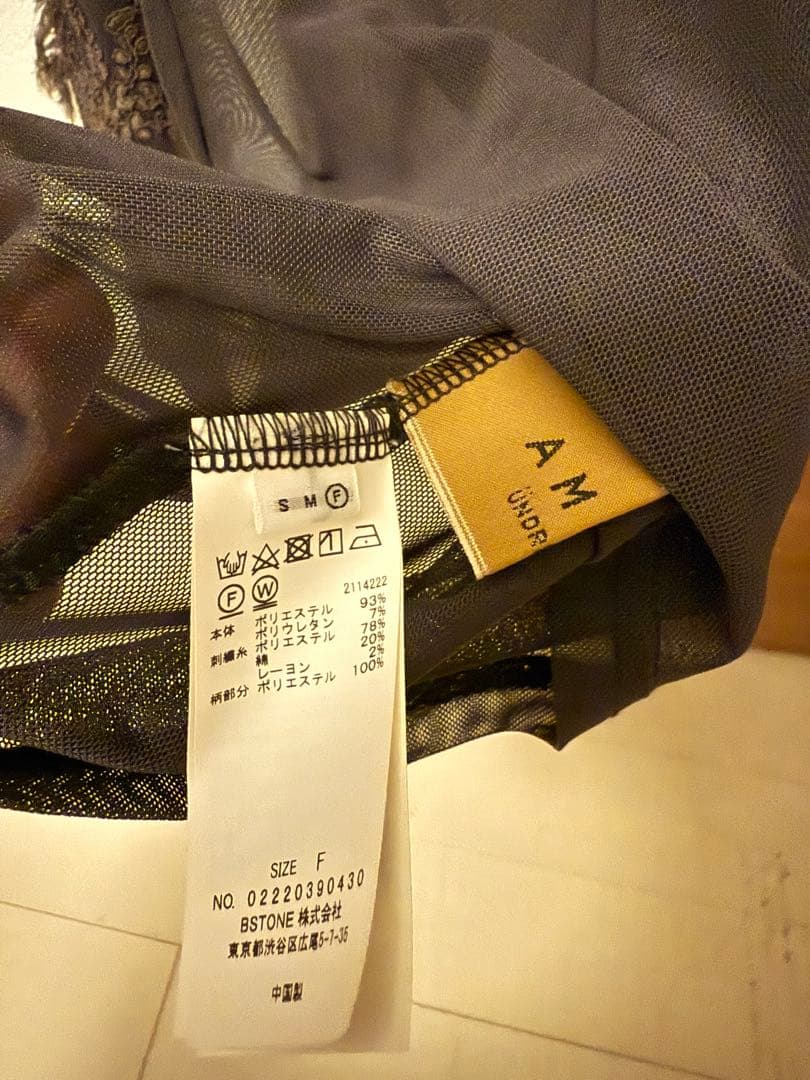 S M F
F W
2114222
本体 ポリエステル 93%
ポリウレタン 7%
刺繍糸 ポリエステル 78%
綿 20%
レーヨン 2%
柄部分 ポリエステル 100%
SIZE F
NO. 02220390430
BSTONE 株式会社
東京都渋谷区広尾5-7-35
中国製
AM
ÜNDR